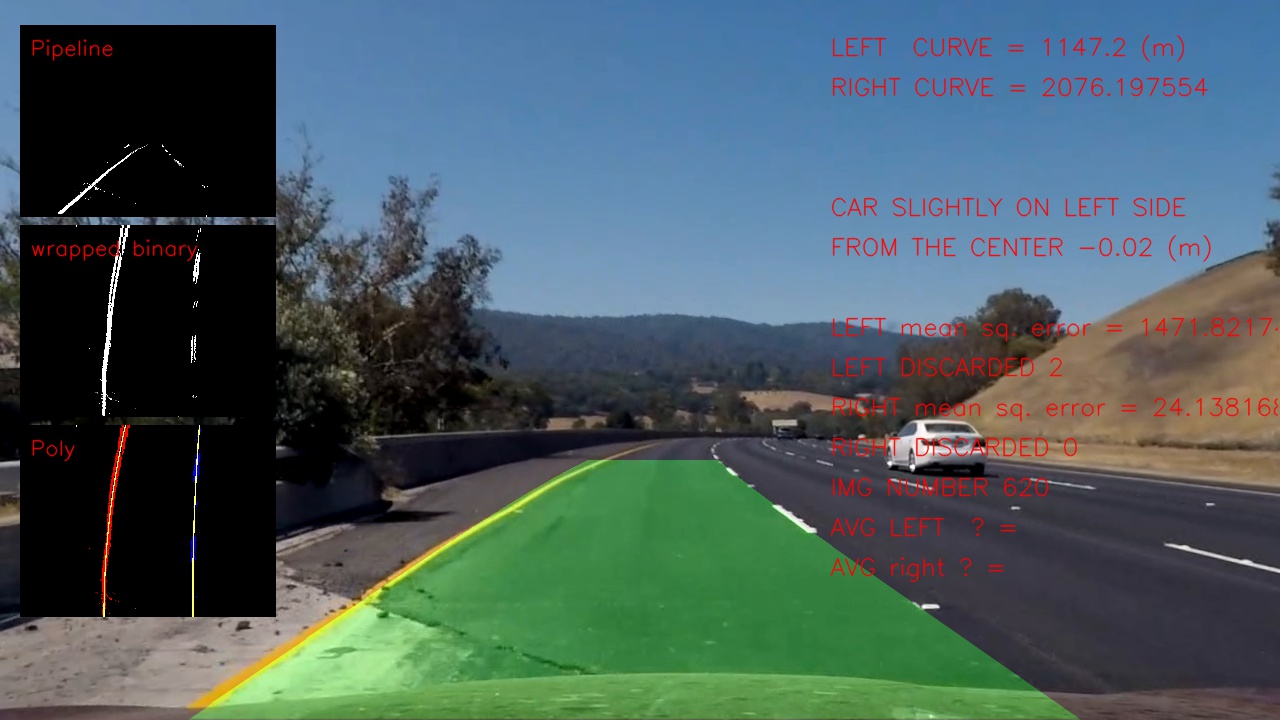 Pipeline
wrapped binary
Poly
LEFT CURVE = 1147.2 (m)
RIGHT CURVE = 2076.197554
CAR SLIGHTLY ON LEFT SIDE
FROM THE CENTER -0.02 (m)
LEFT mean sq. error = 1471.8217
LEFT DISCARDED 2
RIGHT mean sq. error = 24.138168
RIGHT DISCARDED 0
IMG NUMBER 620
AVG LEFT ? =
AVG right ? =